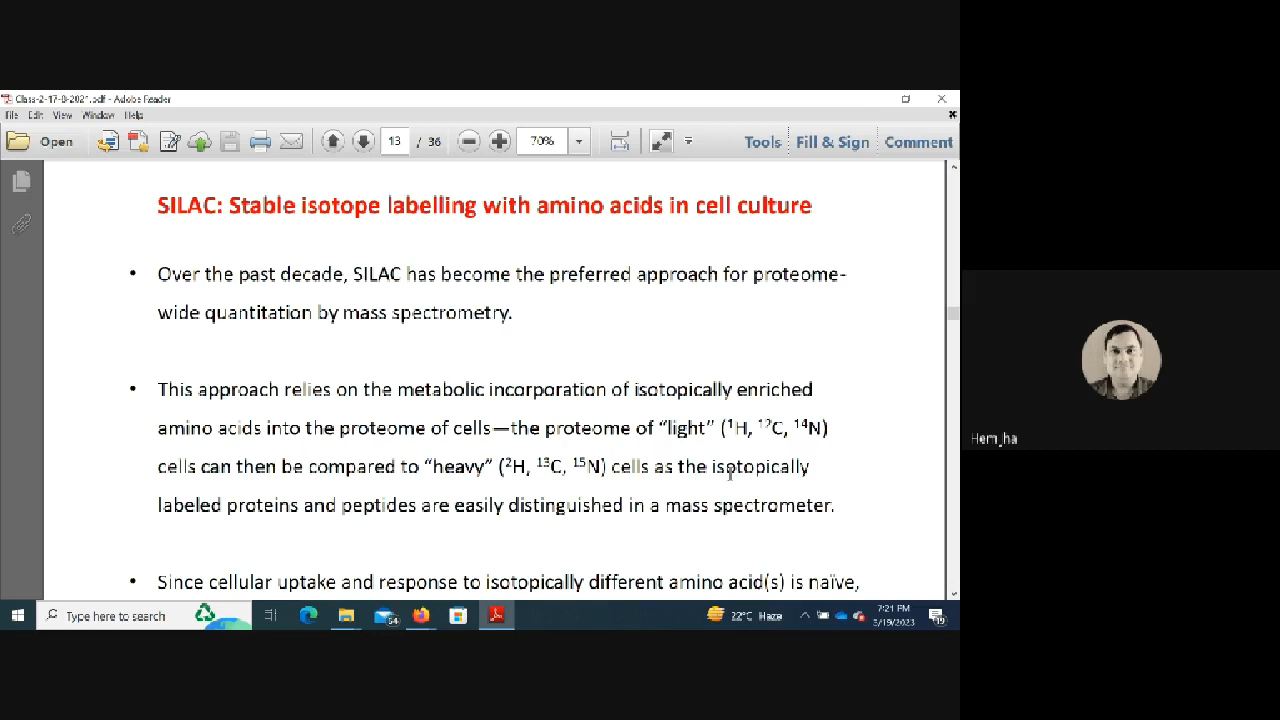 Class-2-17-8-2021.pdf - Adobe Reader
File Edit View Window Help
Open 13 / 36 70% Tools Fill & Sign Comment
SILAC: Stable isotope labelling with amino acids in cell culture
• Over the past decade, SILAC has become the preferred approach for proteome-
wide quantitation by mass spectrometry.
• This approach relies on the metabolic incorporation of isotopically enriched
amino acids into the proteome of cells—the proteome of “light” (¹H, ¹²C, ¹⁴N)
cells can then be compared to “heavy” (²H, ¹³C, ¹⁵N) cells as the isotopically
labeled proteins and peptides are easily distinguished in a mass spectrometer.
• Since cellular uptake and response to isotopically different amino acid(s) is naïve,
Hem jha
Type here to search 54 22°C Haze 7:21 PM
3/19/2023 19